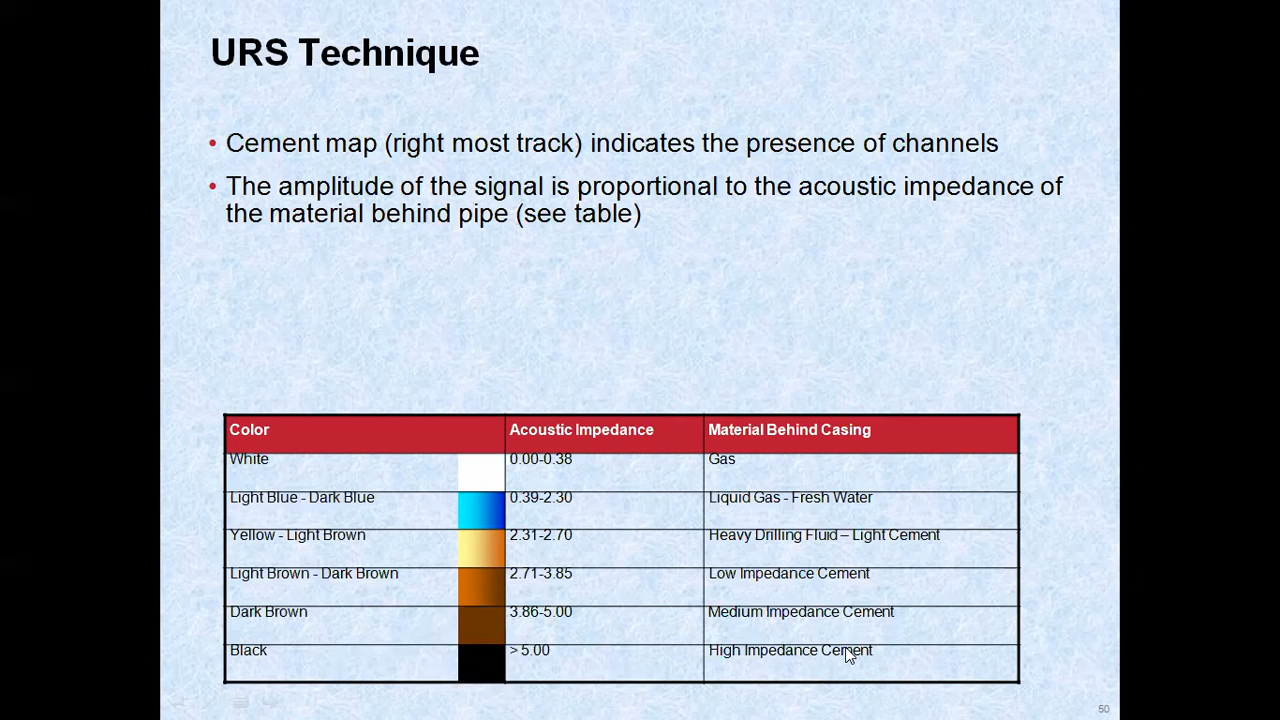 URS Technique
• Cement map (right most track) indicates the presence of channels
• The amplitude of the signal is proportional to the acoustic impedance of
the material behind pipe (see table)
Color Acoustic Impedance Material Behind Casing
White 0.00-0.38 Gas
Light Blue - Dark Blue 0.39-2.30 Liquid Gas - Fresh Water
Yellow - Light Brown 2.31-2.70 Heavy Drilling Fluid – Light Cement
Light Brown - Dark Brown 2.71-3.85 Low Impedance Cement
Dark Brown 3.86-5.00 Medium Impedance Cement
Black > 5.00 High Impedance Cement
50